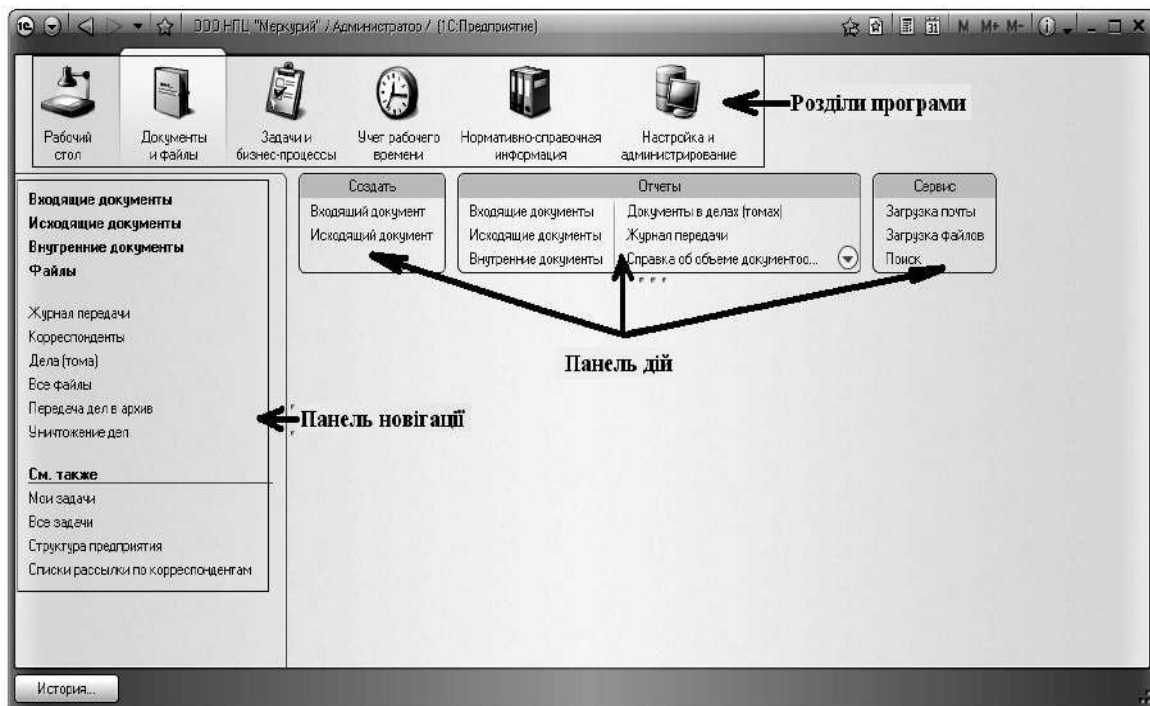 1С ООО НПЦ "Меркурий" / Администратор / (1С:Предприятие) 31 M M+ M-
Рабочий стол
Документы и файлы
Задачи и бизнес-процессы
Учет рабочего времени
Нормативно-справочная информация
Настройка и администрирование
Розділи програми
Входящие документы
Исходящие документы
Внутренние документы
Файлы
Журнал передачи
Корреспонденты
Дела (тома)
Все файлы
Передача дел в архив
Уничтожение дел
См. также
Мои задачи
Все задачи
Структура предприятия
Списки рассылки по корреспондентам
Панель новігації
Создать
Входящий документ
Исходящий документ
Отчеты
Входящие документы
Исходящие документы
Внутренние документы
Документы в делах (томах)
Журнал передачи
Справка об объеме документоо...
Сервис
Загрузка почты
Загрузка файлов
Поиск
Панель дій
История...